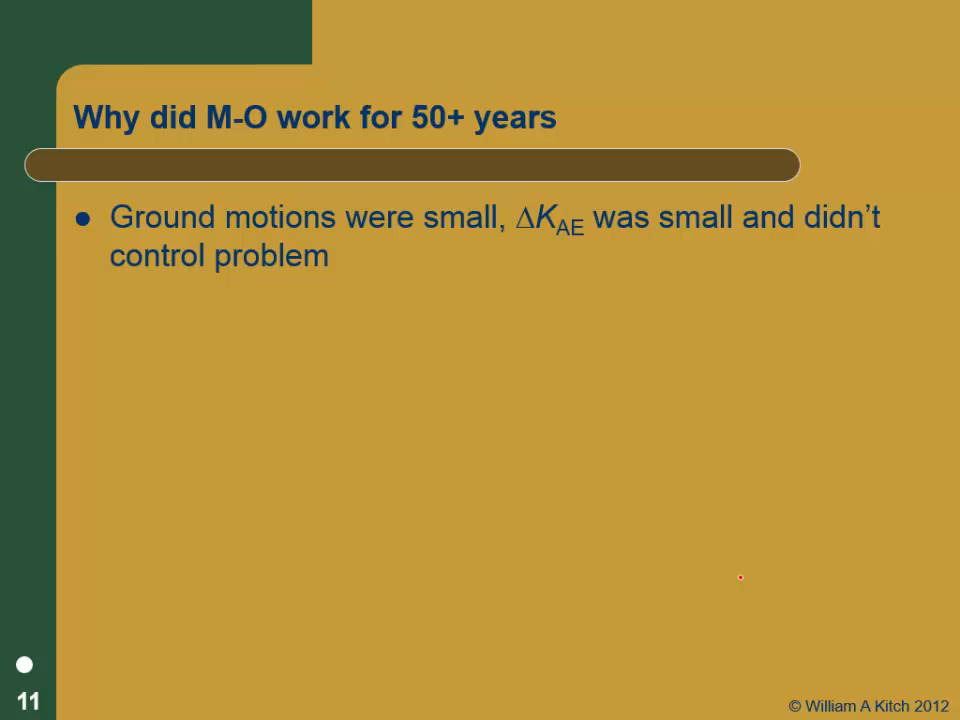 Why did M-O work for 50+ years
Ground motions were small, ΔK_AE was small and didn’t
control problem
11
© William A Kitch 2012